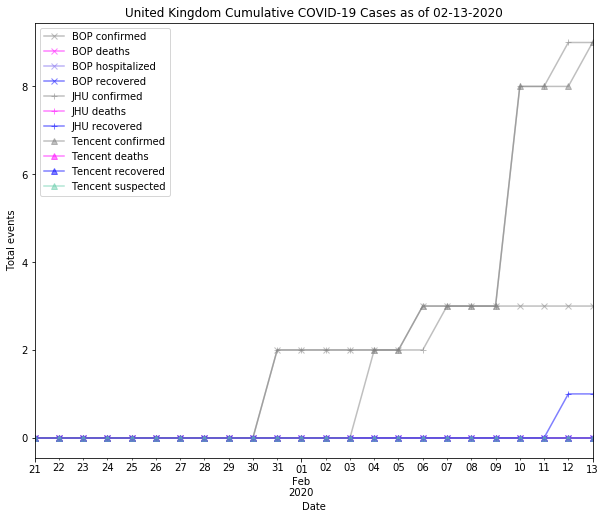 United Kingdom Cumulative COVID-19 Cases as of 02-13-2020
BOP confirmed
BOP deaths
BOP hospitalized
BOP recovered
JHU confirmed
JHU deaths
JHU recovered
Tencent confirmed
Tencent deaths
Tencent recovered
Tencent suspected
8
6
4
2
0
Total events
21 22 23 24 25 26 27 28 29 30 31 01 02 03 04 05 06 07 08 09 10 11 12 13
Feb
2020
Date